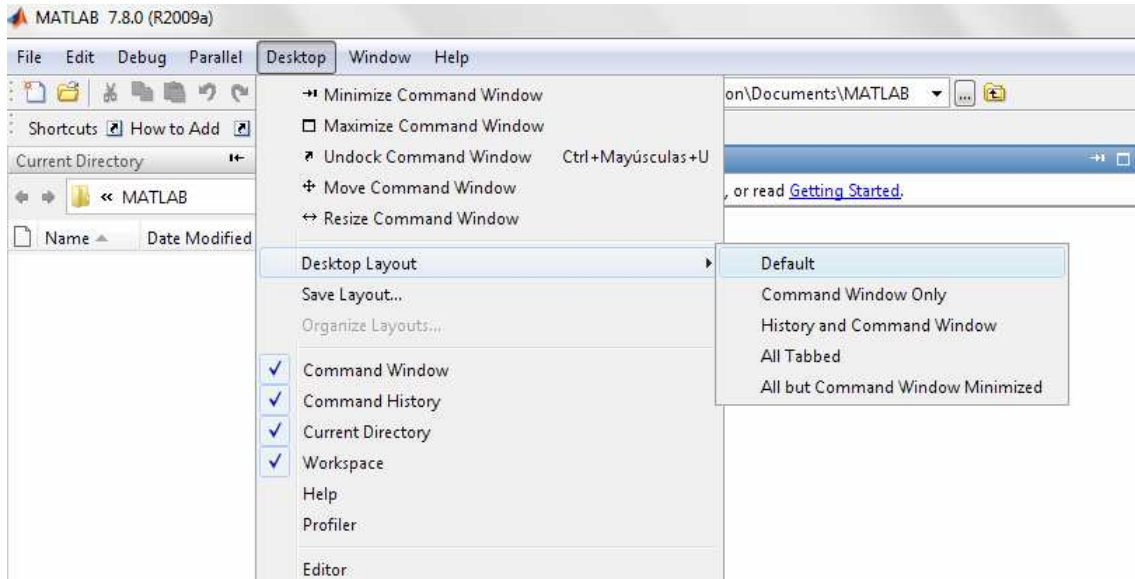 MATLAB 7.8.0 (R2009a)
File Edit Debug Parallel Desktop Window Help
on\Documents\MATLAB ...
Shortcuts How to Add
Current Directory
« MATLAB
Name Date Modified
Minimize Command Window
Maximize Command Window
Undock Command Window Ctrl+Mayúsculas+U
Move Command Window
Resize Command Window
, or read Getting Started.
Desktop Layout
Save Layout...
Organize Layouts...
Command Window
Command History
Current Directory
Workspace
Help
Profiler
Editor
Default
Command Window Only
History and Command Window
All Tabbed
All but Command Window Minimized